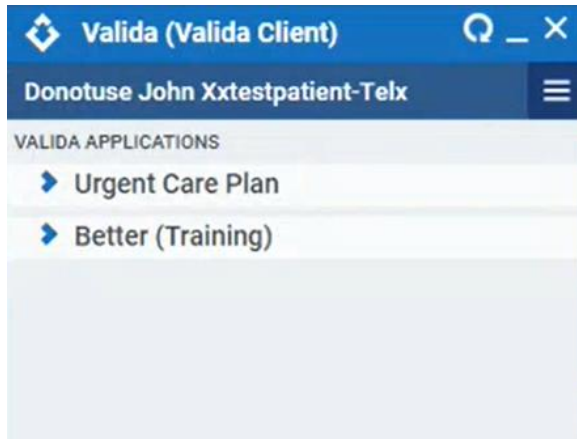 Valida (Valida Client)
Donotuse John Xxtestpatient-Telx
VALIDA APPLICATIONS
Urgent Care Plan
Better (Training)